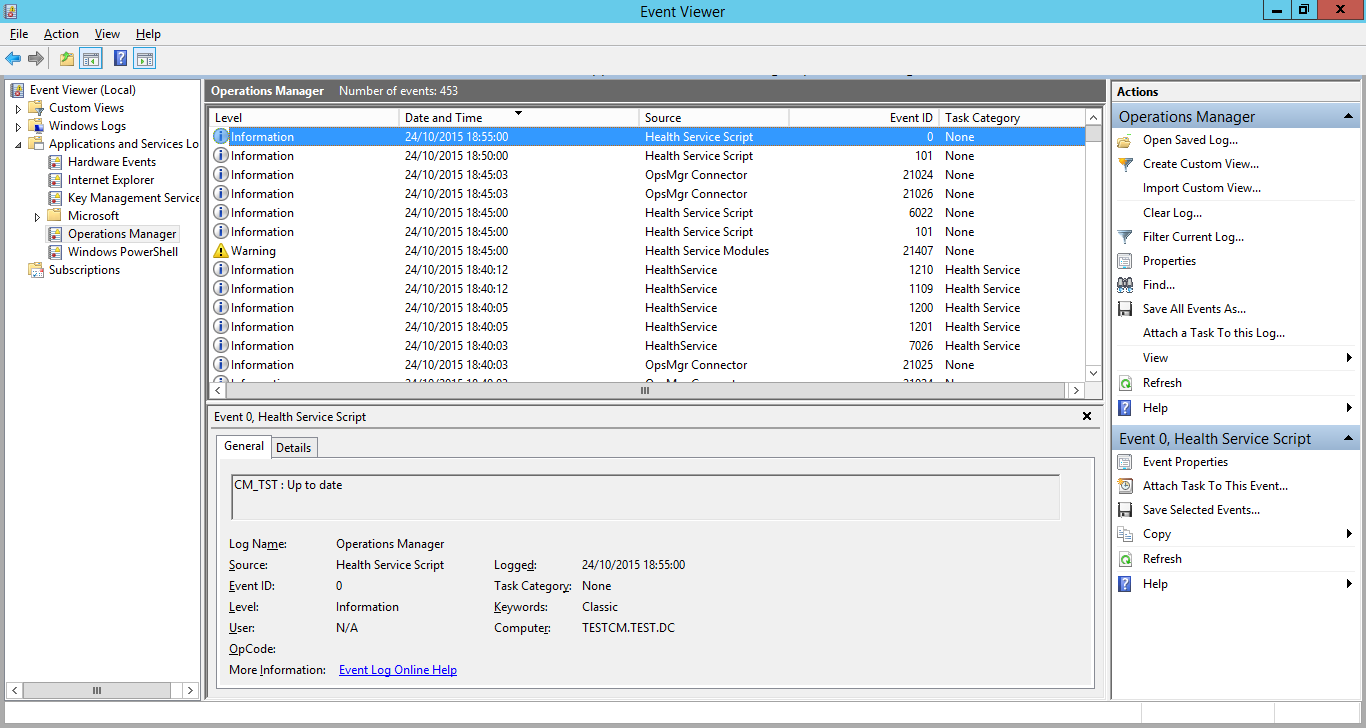 Event Viewer
File Action View Help
Event Viewer (Local)
Custom Views
Windows Logs
Applications and Services Lo
Hardware Events
Internet Explorer
Key Management Service
Microsoft
Operations Manager
Windows PowerShell
Subscriptions
Operations Manager Number of events: 453
Level Date and Time Source Event ID Task Category
Information 24/10/2015 18:55:00 Health Service Script 0 None
Information 24/10/2015 18:50:00 Health Service Script 101 None
Information 24/10/2015 18:45:03 OpsMgr Connector 21024 None
Information 24/10/2015 18:45:03 OpsMgr Connector 21026 None
Information 24/10/2015 18:45:00 Health Service Script 6022 None
Information 24/10/2015 18:45:00 Health Service Script 101 None
Warning 24/10/2015 18:45:00 Health Service Modules 21407 None
Information 24/10/2015 18:40:12 HealthService 1210 Health Service
Information 24/10/2015 18:40:12 HealthService 1109 Health Service
Information 24/10/2015 18:40:05 HealthService 1200 Health Service
Information 24/10/2015 18:40:05 HealthService 1201 Health Service
Information 24/10/2015 18:40:03 HealthService 7026 Health Service
Information 24/10/2015 18:40:03 OpsMgr Connector 21025 None
Event 0, Health Service Script
General Details
CM_TST : Up to date
Log Name: Operations Manager
Source: Health Service Script Logged: 24/10/2015 18:55:00
Event ID: 0 Task Category: None
Level: Information Keywords: Classic
User: N/A Computer: TESTCM.TEST.DC
OpCode:
More Information: Event Log Online Help
Actions
Operations Manager
Open Saved Log...
Create Custom View...
Import Custom View...
Clear Log...
Filter Current Log...
Properties
Find...
Save All Events As...
Attach a Task To this Log...
View
Refresh
Help
Event 0, Health Service Script
Event Properties
Attach Task To This Event...
Save Selected Events...
Copy
Refresh
Help